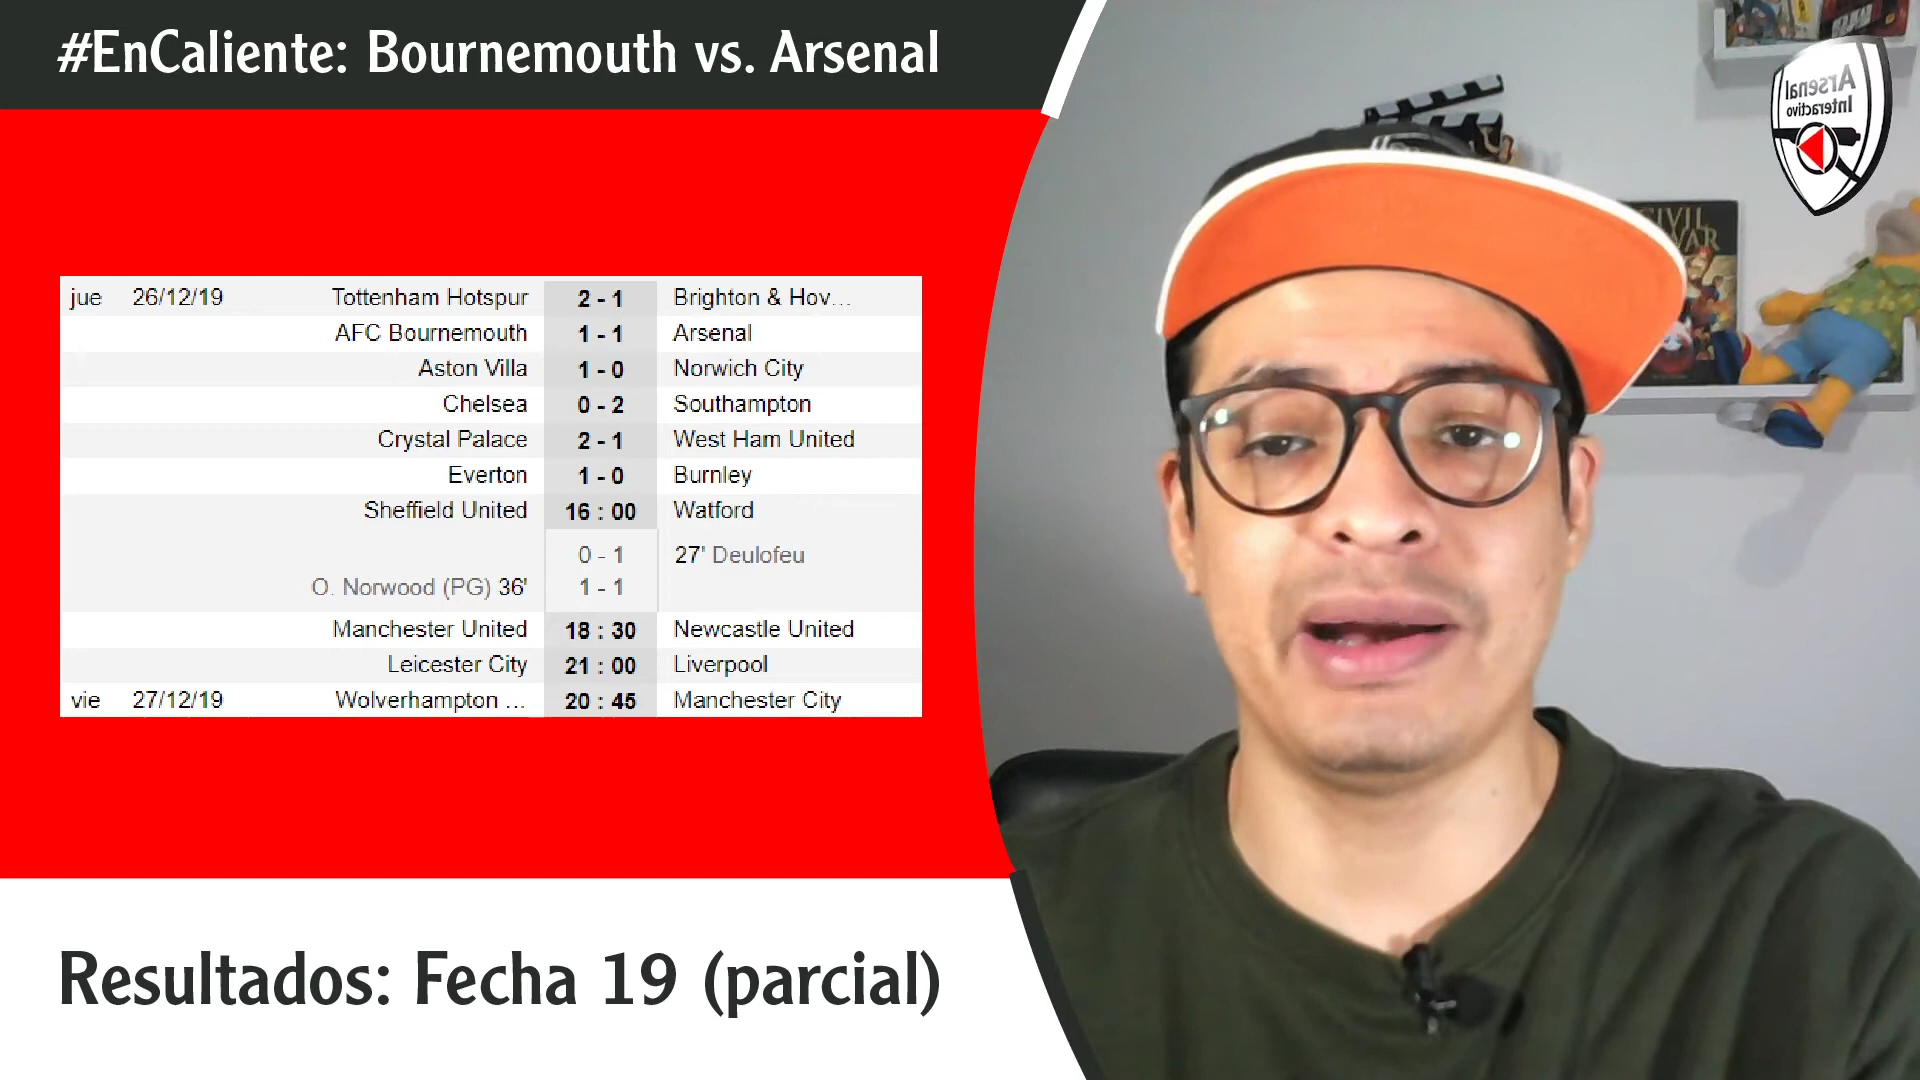 #EnCaliente: Bournemouth vs. Arsenal
Arsenal
Interactivo
CIVIL
WAR
jue 26/12/19 Tottenham Hotspur 2 - 1 Brighton & Hov...
AFC Bournemouth 1 - 1 Arsenal
Aston Villa 1 - 0 Norwich City
Chelsea 0 - 2 Southampton
Crystal Palace 2 - 1 West Ham United
Everton 1 - 0 Burnley
Sheffield United 16 : 00 Watford
0 - 1 27' Deulofeu
O. Norwood (PG) 36' 1 - 1
Manchester United 18 : 30 Newcastle United
Leicester City 21 : 00 Liverpool
vie 27/12/19 Wolverhampton ... 20 : 45 Manchester City
Resultados: Fecha 19 (parcial)